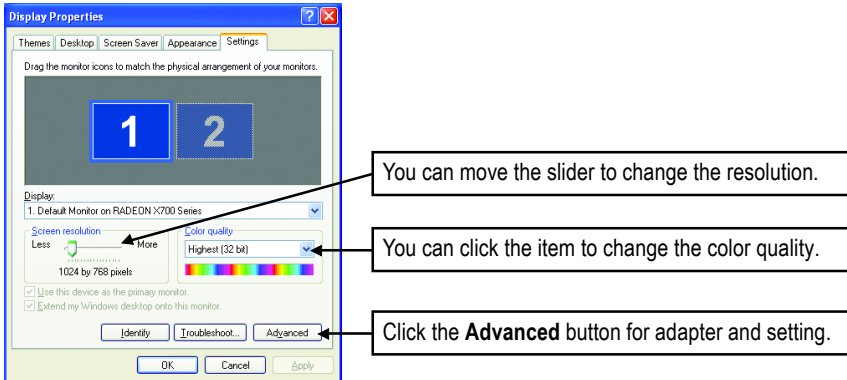 Display Properties
Themes Desktop Screen Saver Appearance Settings
Drag the monitor icons to match the physical arrangement of your monitors.
1 2
You can move the slider to change the resolution.
Display:
1. Default Monitor on RADEON X700 Series
Screen resolution
Less More
1024 by 768 pixels
Color quality
Highest (32 bit)
You can click the item to change the color quality.
Use this device as the primary monitor.
Extend my Windows desktop onto this monitor.
Identify Troubleshoot... Advanced
Click the Advanced button for adapter and setting.
OK Cancel Apply